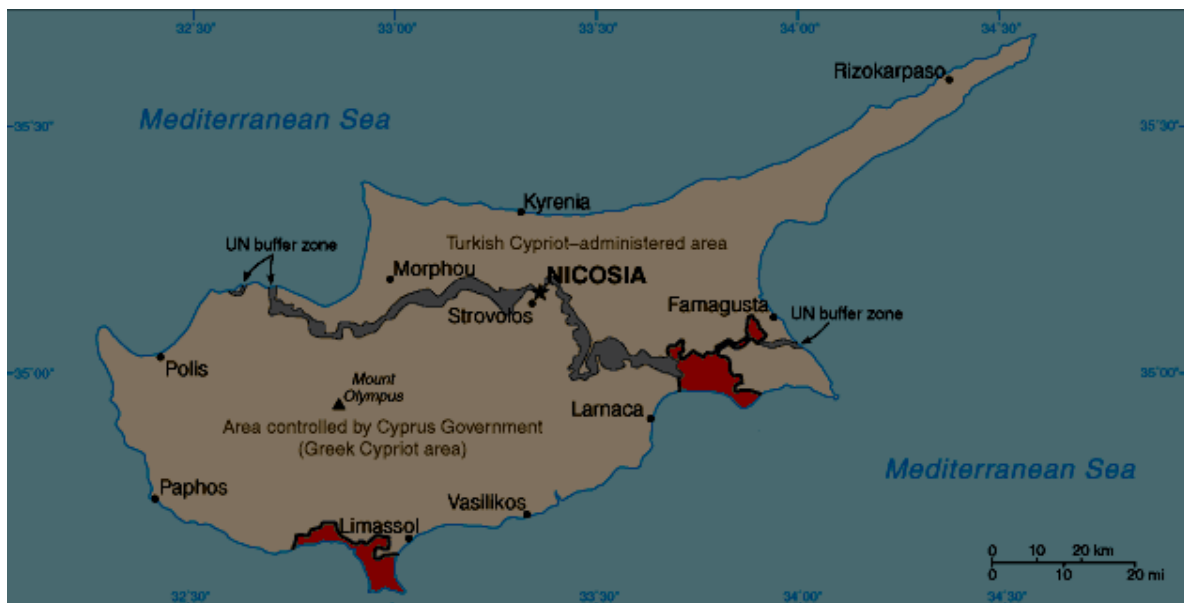 32°30' 33°00' 33°30' 34°00' 34°30'
Rizokarpaso
Mediterranean Sea
35°30' 35°30'
Kyrenia
UN buffer zone
Turkish Cypriot–administered area
Morphou
NICOSIA
Strovolos
Famagusta
UN buffer zone
Polis
35°00' 35°00'
Mount
Olympus
Larnaca
Area controlled by Cyprus Government
(Greek Cypriot area)
Mediterranean Sea
Paphos
Vasilikos
Limassol
0 10 20 km
0 10 20 mi
32°30' 33°00' 33°30' 34°00' 34°30'